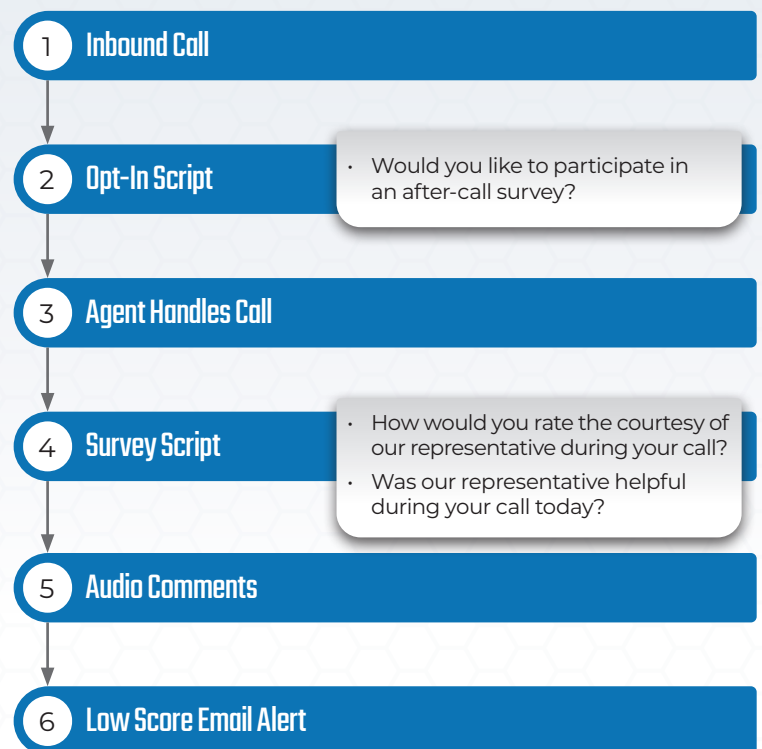 1 Inbound Call
2 Opt-In Script
• Would you like to participate in
an after-call survey?
3 Agent Handles Call
4 Survey Script
• How would you rate the courtesy of
our representative during your call?
• Was our representative helpful
during your call today?
5 Audio Comments
6 Low Score Email Alert